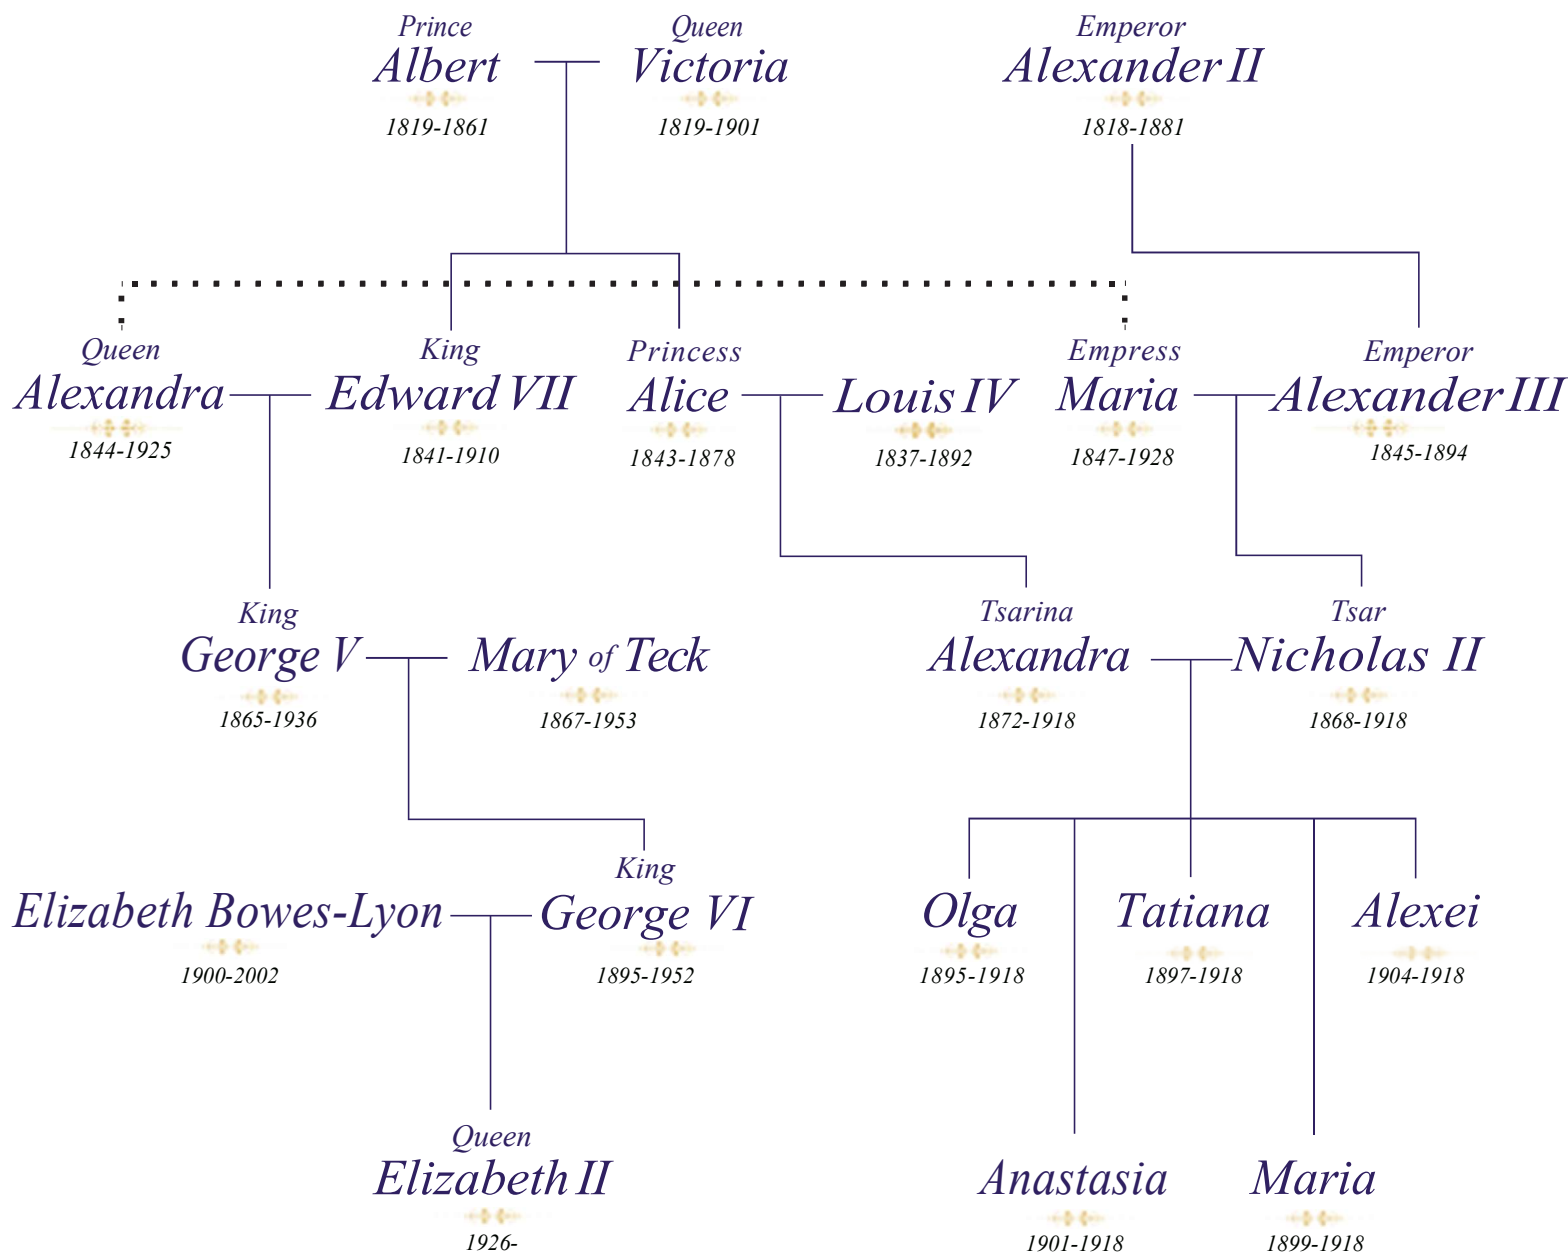 Prince
Albert
1819-1861
Queen
Victoria
1819-1901
Emperor
Alexander II
1818-1881
Queen
Alexandra
1844-1925
King
Edward VII
1841-1910
Princess
Alice
1843-1878
Louis IV
1837-1892
Empress
Maria
1847-1928
Emperor
Alexander III
1845-1894
King
George V
1865-1936
Mary of Teck
1867-1953
Tsarina
Alexandra
1872-1918
Tsar
Nicholas II
1868-1918
Elizabeth Bowes-Lyon
1900-2002
King
George VI
1895-1952
Olga
1895-1918
Tatiana
1897-1918
Alexei
1904-1918
Queen
Elizabeth II
1926-
Anastasia
1901-1918
Maria
1899-1918